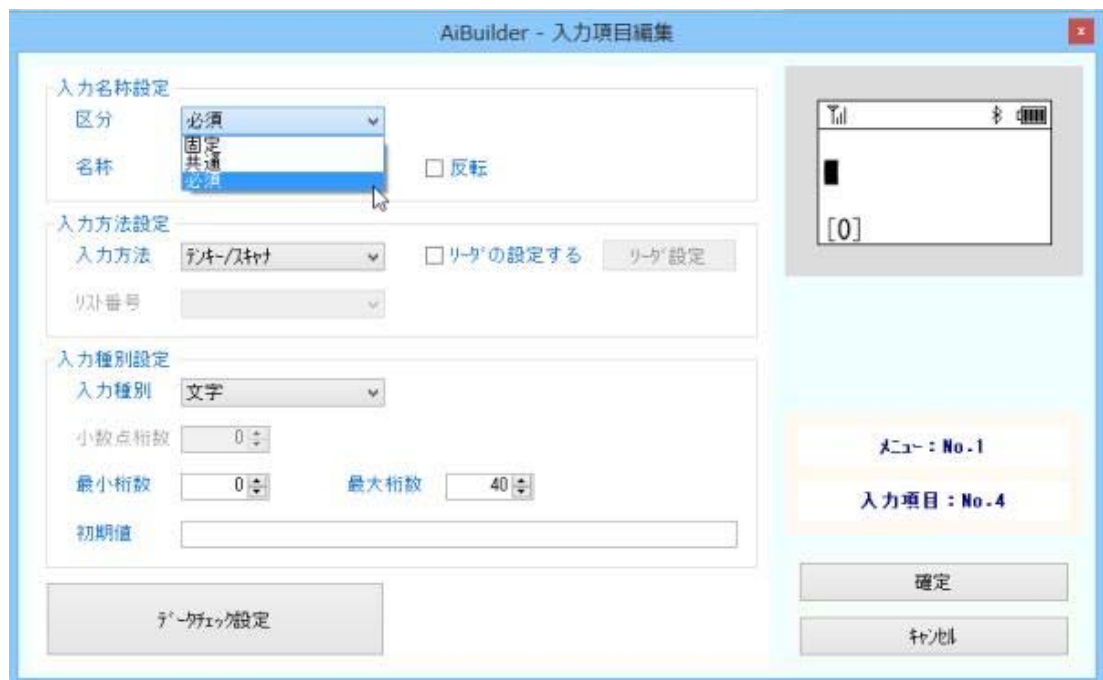 AiBuilder - 入力項目編集
x
入力名称設定
区分 必須
固定
共通
必須
名称 反転
入力方法設定
入力方法 ﾃﾝｷｰ/ｽｷｬﾅ ﾘｰﾀﾞの設定する ﾘｰﾀﾞ設定
ﾘｽﾄ番号
入力種別設定
入力種別 文字
小数点桁数 0
最小桁数 0 最大桁数 40
初期値
ﾃﾞｰﾀﾁｪｯｸ設定
[0]
ﾒﾆｭｰ：No.1
入力項目：No.4
確定
ｷｬﾝｾﾙ